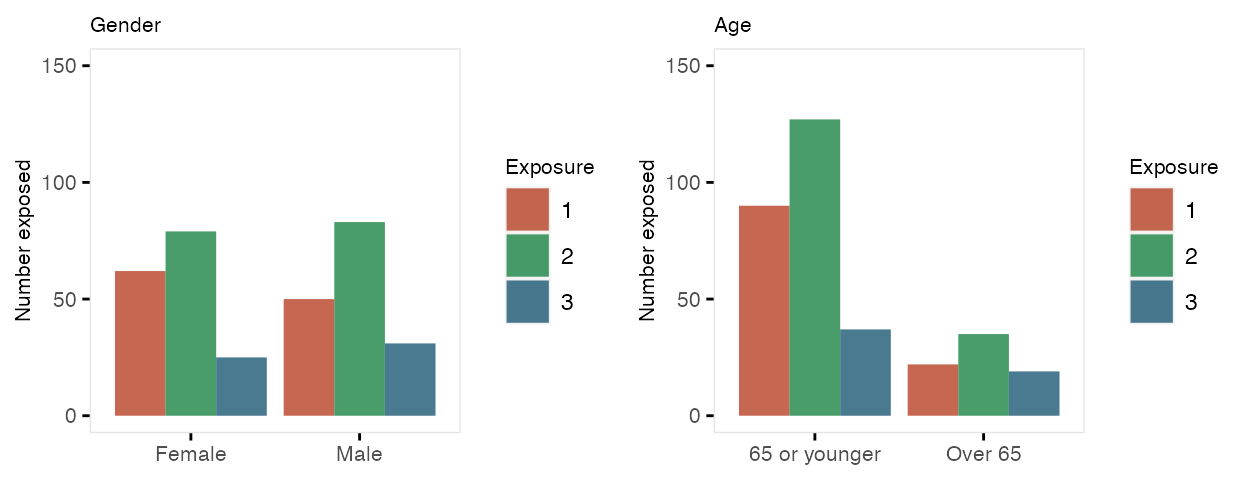 Gender
150
100
50
0
Number exposed
Female Male
Exposure
1
2
3
Age
150
100
50
0
Number exposed
65 or younger Over 65
Exposure
1
2
3